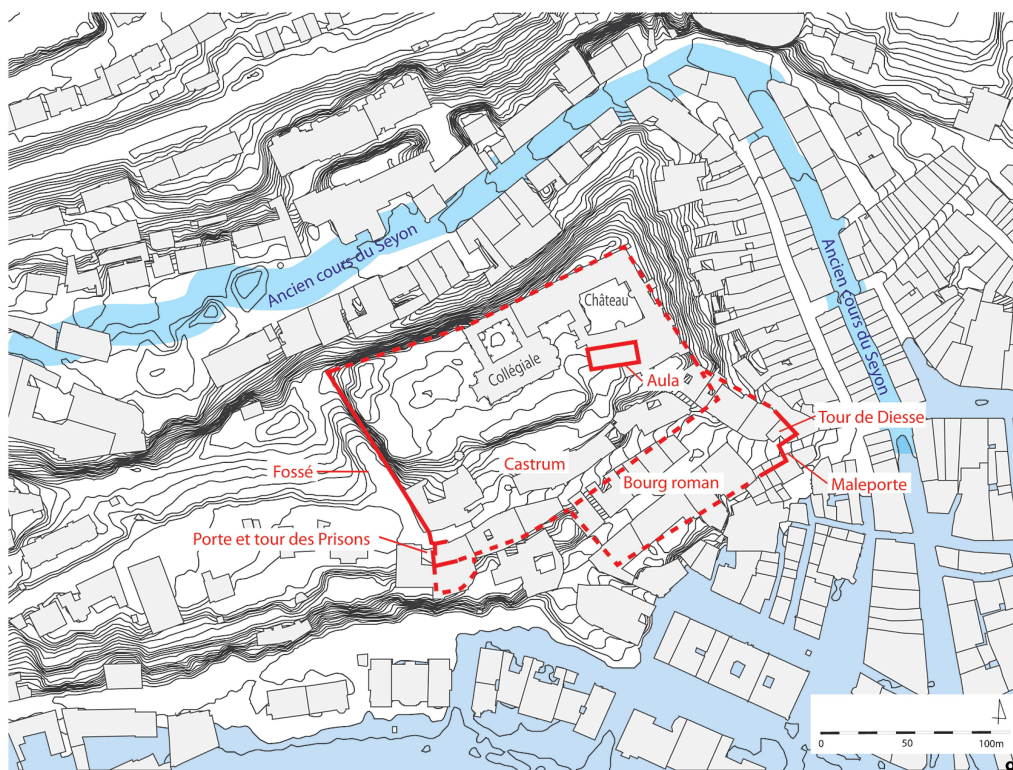 Ancien cours du Seyon
Ancien cours du Seyon
Château
Collégiale
Aula
Tour de Diesse
Fossé
Castrum
Bourg roman
Maleporte
Porte et tour des Prisons
0 50 100m
9